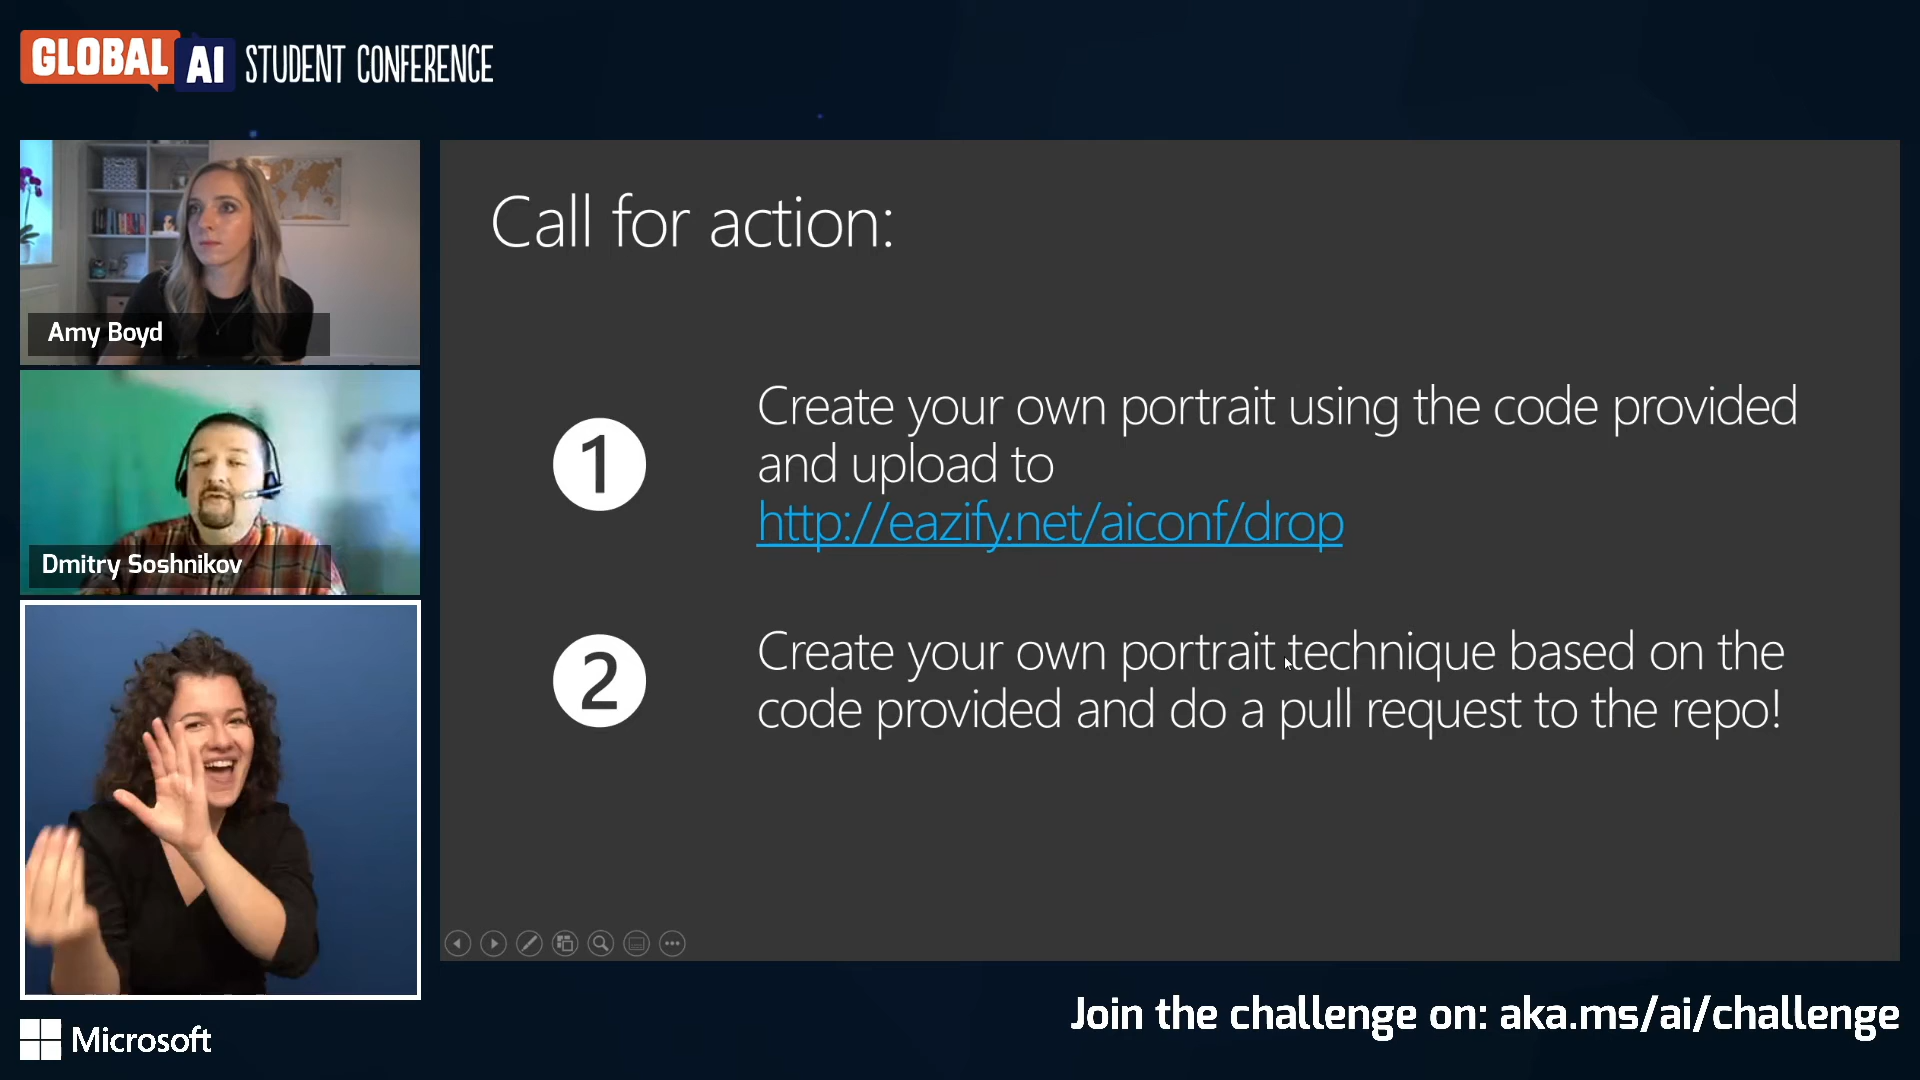 GLOBAL AI STUDENT CONFERENCE
Amy Boyd
Dmitry Soshnikov
Call for action:
1
Create your own portrait using the code provided
and upload to
http://eazify.net/aiconf/drop
2
Create your own portrait technique based on the
code provided and do a pull request to the repo!
Join the challenge on: aka.ms/ai/challenge
Microsoft